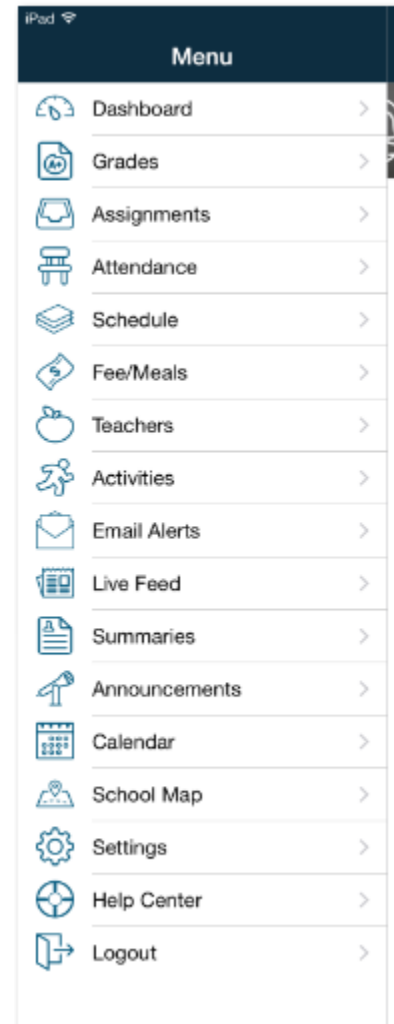 iPad
Menu
Dashboard
A+
Grades
Assignments
Attendance
Schedule
$
Fee/Meals
Teachers
Activities
Email Alerts
Live Feed
Summaries
Announcements
Calendar
School Map
Settings
Help Center
Logout